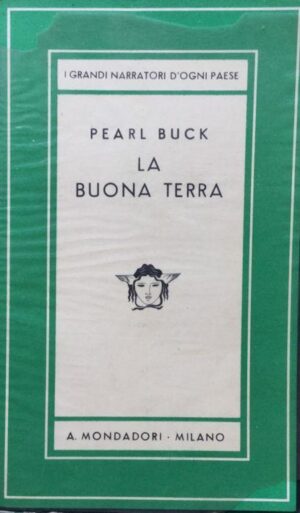 I GRANDI NARRATORI D'OGNI PAESE
PEARL BUCK
LA
BUONA TERRA
A. MONDADORI · MILANO